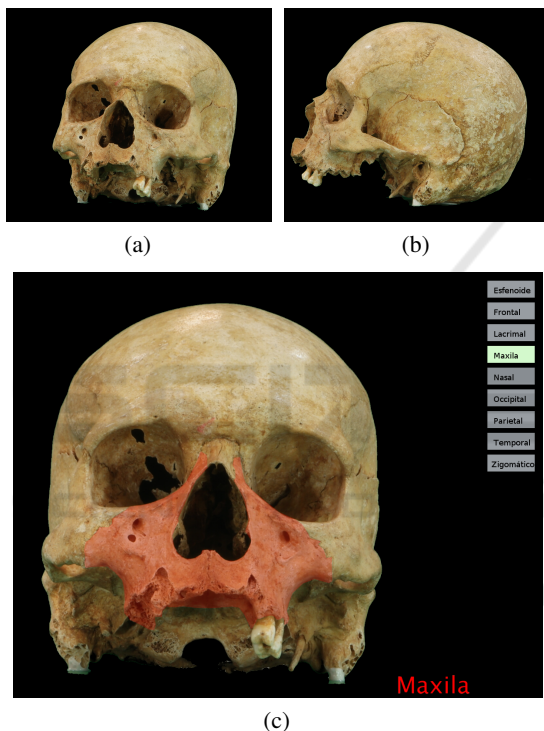 (a)
(b)
Esfenoide
Frontal
Lacrimal
Maxila
Nasal
Occipital
Parietal
Temporal
Zigomático
Maxila
(c)